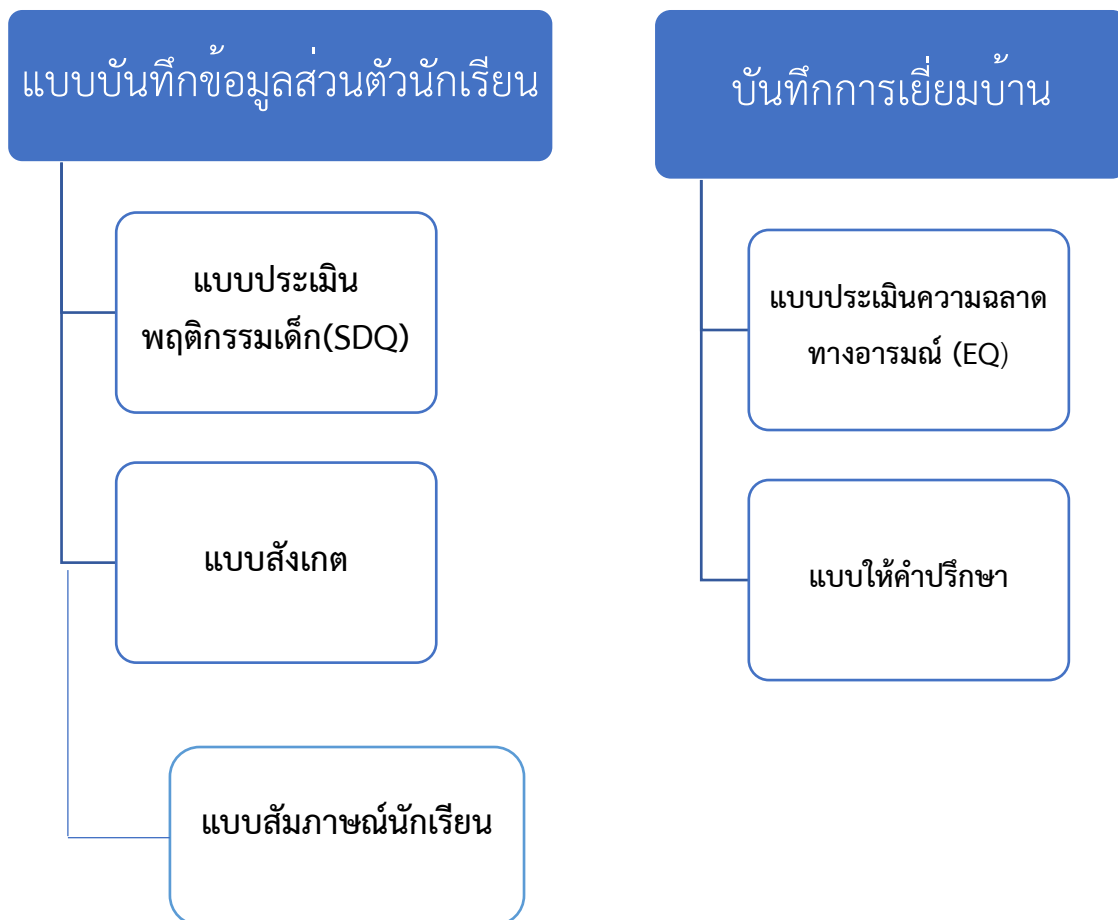 แบบบันทึกข้อมูลส่วนตัวนักเรียน
แบบประเมิน
พฤติกรรมเด็ก(SDQ)
แบบสังเกต
แบบสัมภาษณ์นักเรียน
บันทึกการเยี่ยมบ้าน
แบบประเมินความฉลาด
ทางอารมณ์ (EQ)
แบบให้คำปรึกษา